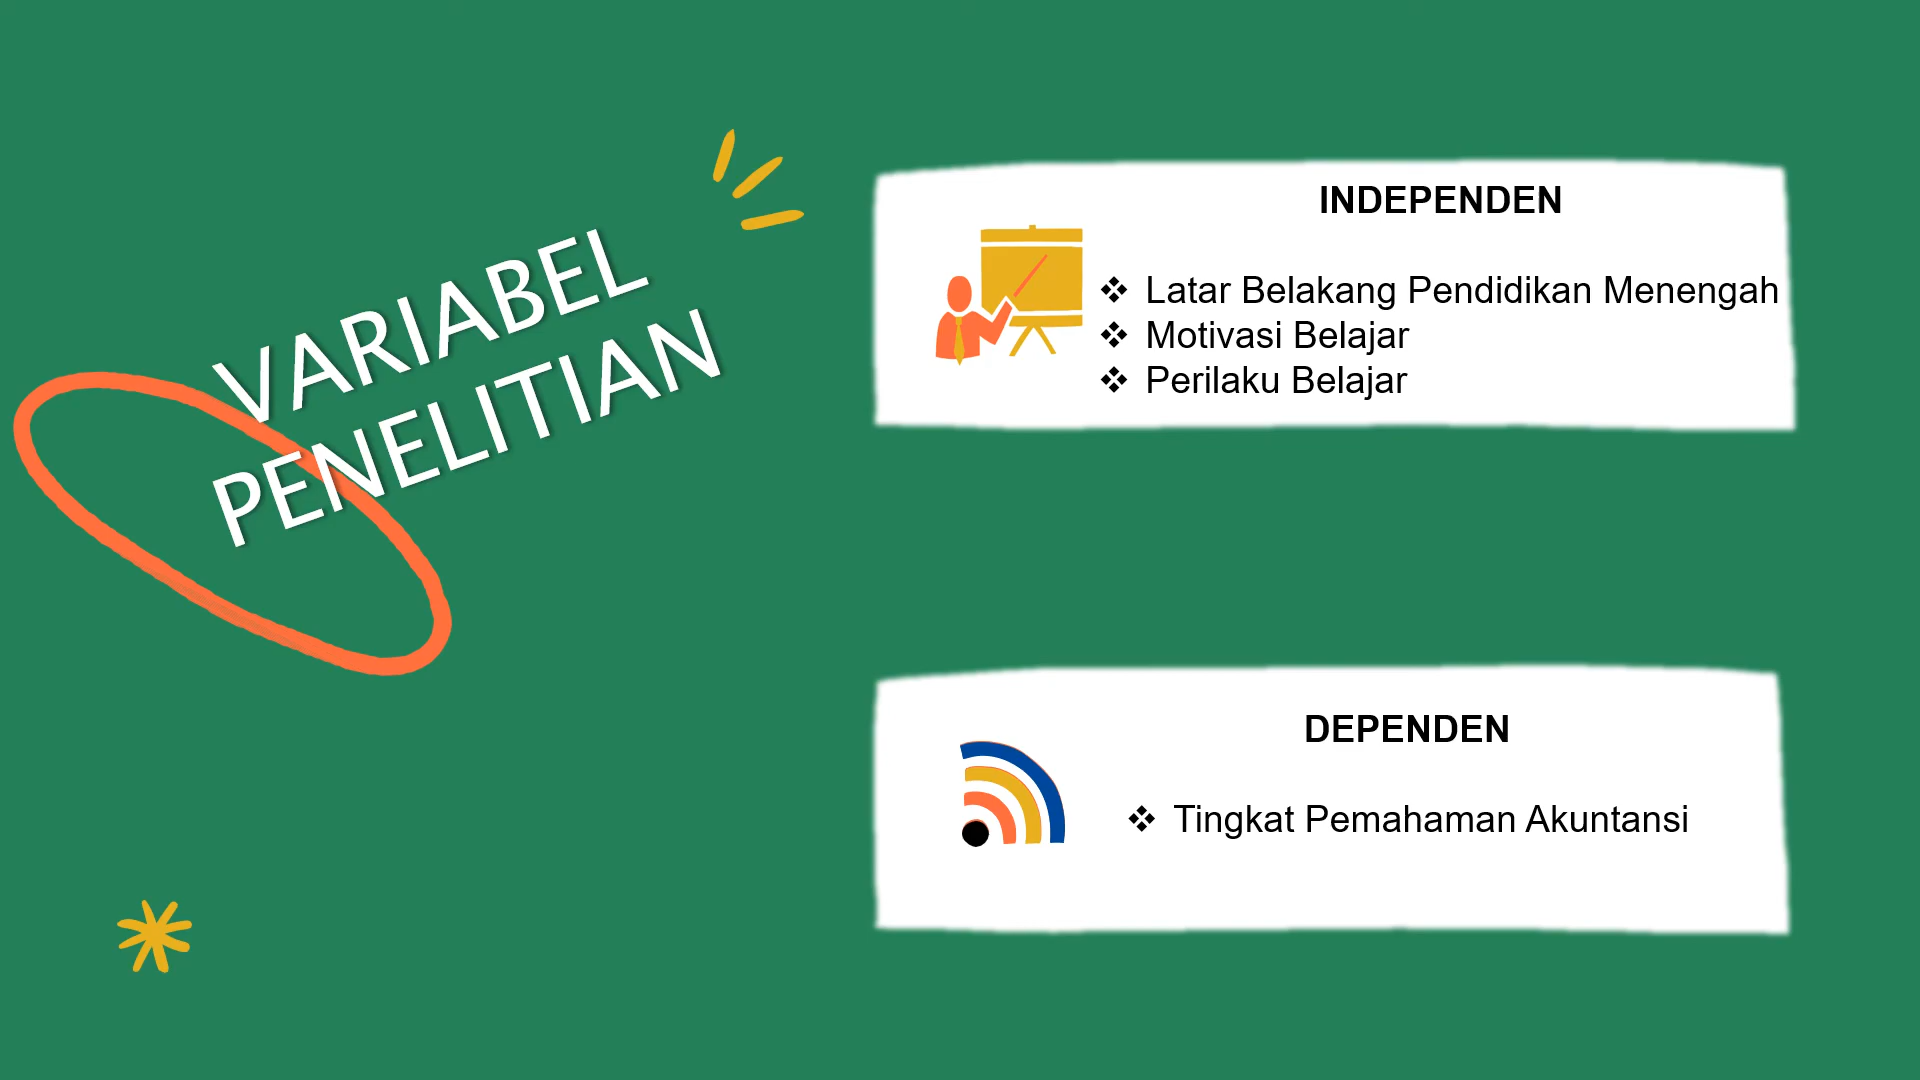 VARIABEL
PENELITIAN
INDEPENDEN
❖ Latar Belakang Pendidikan Menengah
❖ Motivasi Belajar
❖ Perilaku Belajar
DEPENDEN
❖ Tingkat Pemahaman Akuntansi